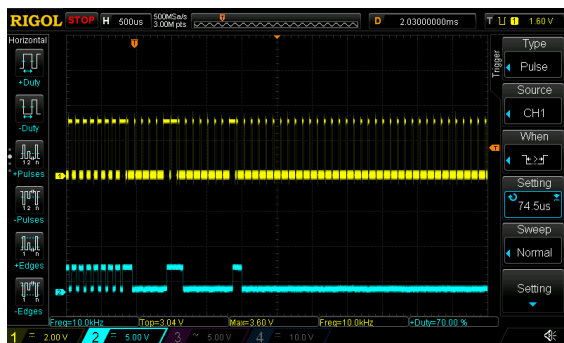 RIGOL STOP H 500us 500MSa/s 3.00M pts D 2.03000000ms T 1 1.60 V
Horizontal
+Duty
-Duty
+Pulses
-Pulses
+Edges
-Edges
Trigger
Type
Pulse
Source
CH1
When
Setting
74.5us
Sweep
Normal
Setting
T
T
1
2
Freq=10.0kHz Top=3.04 V Max=3.60 V Freq=10.0kHz +Duty=70.00 %
1 = 2.00 V 2 = 5.00 V 3 ~ 5.00 V 4 = 10.0 V